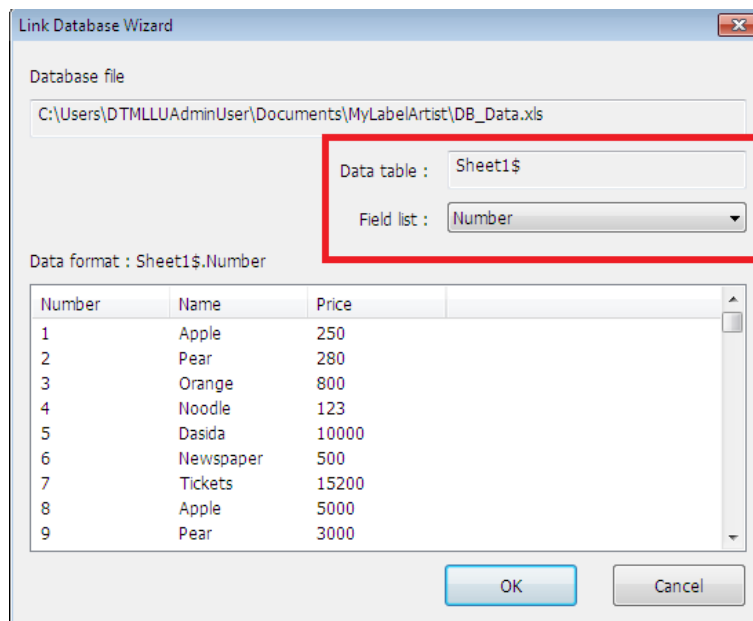 Link Database Wizard
Database file
C:\Users\DTMLLUAdminUser\Documents\MyLabelArtist\DB_Data.xls
Data table : Sheet1$
Field list : Number
Data format : Sheet1$.Number
Number Name Price
1 Apple 250
2 Pear 280
3 Orange 800
4 Noodle 123
5 Dasida 10000
6 Newspaper 500
7 Tickets 15200
8 Apple 5000
9 Pear 3000
OK Cancel